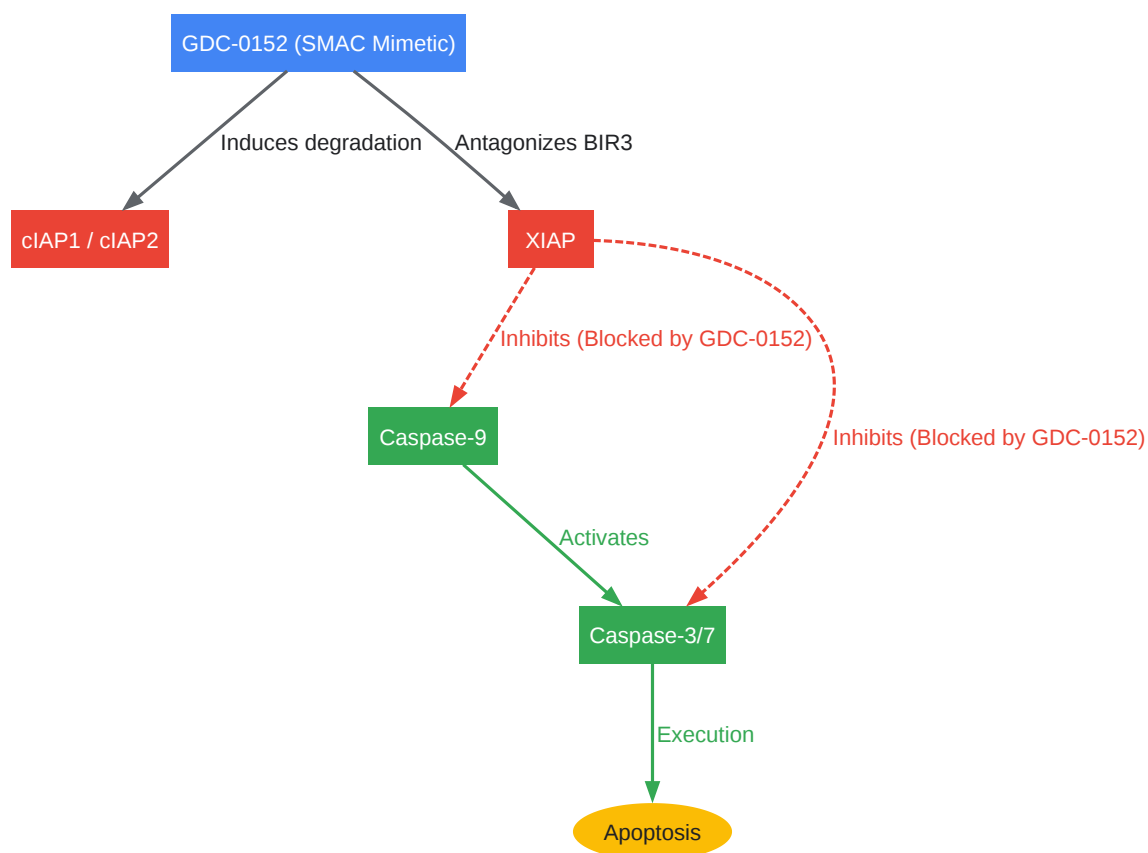 GDC-0152 (SMAC Mimetic)
Induces degradation
Antagonizes BIR3
cIAP1 / cIAP2
XIAP
Inhibits (Blocked by GDC-0152)
Caspase-9
Inhibits (Blocked by GDC-0152)
Activates
Caspase-3/7
Execution
Apoptosis